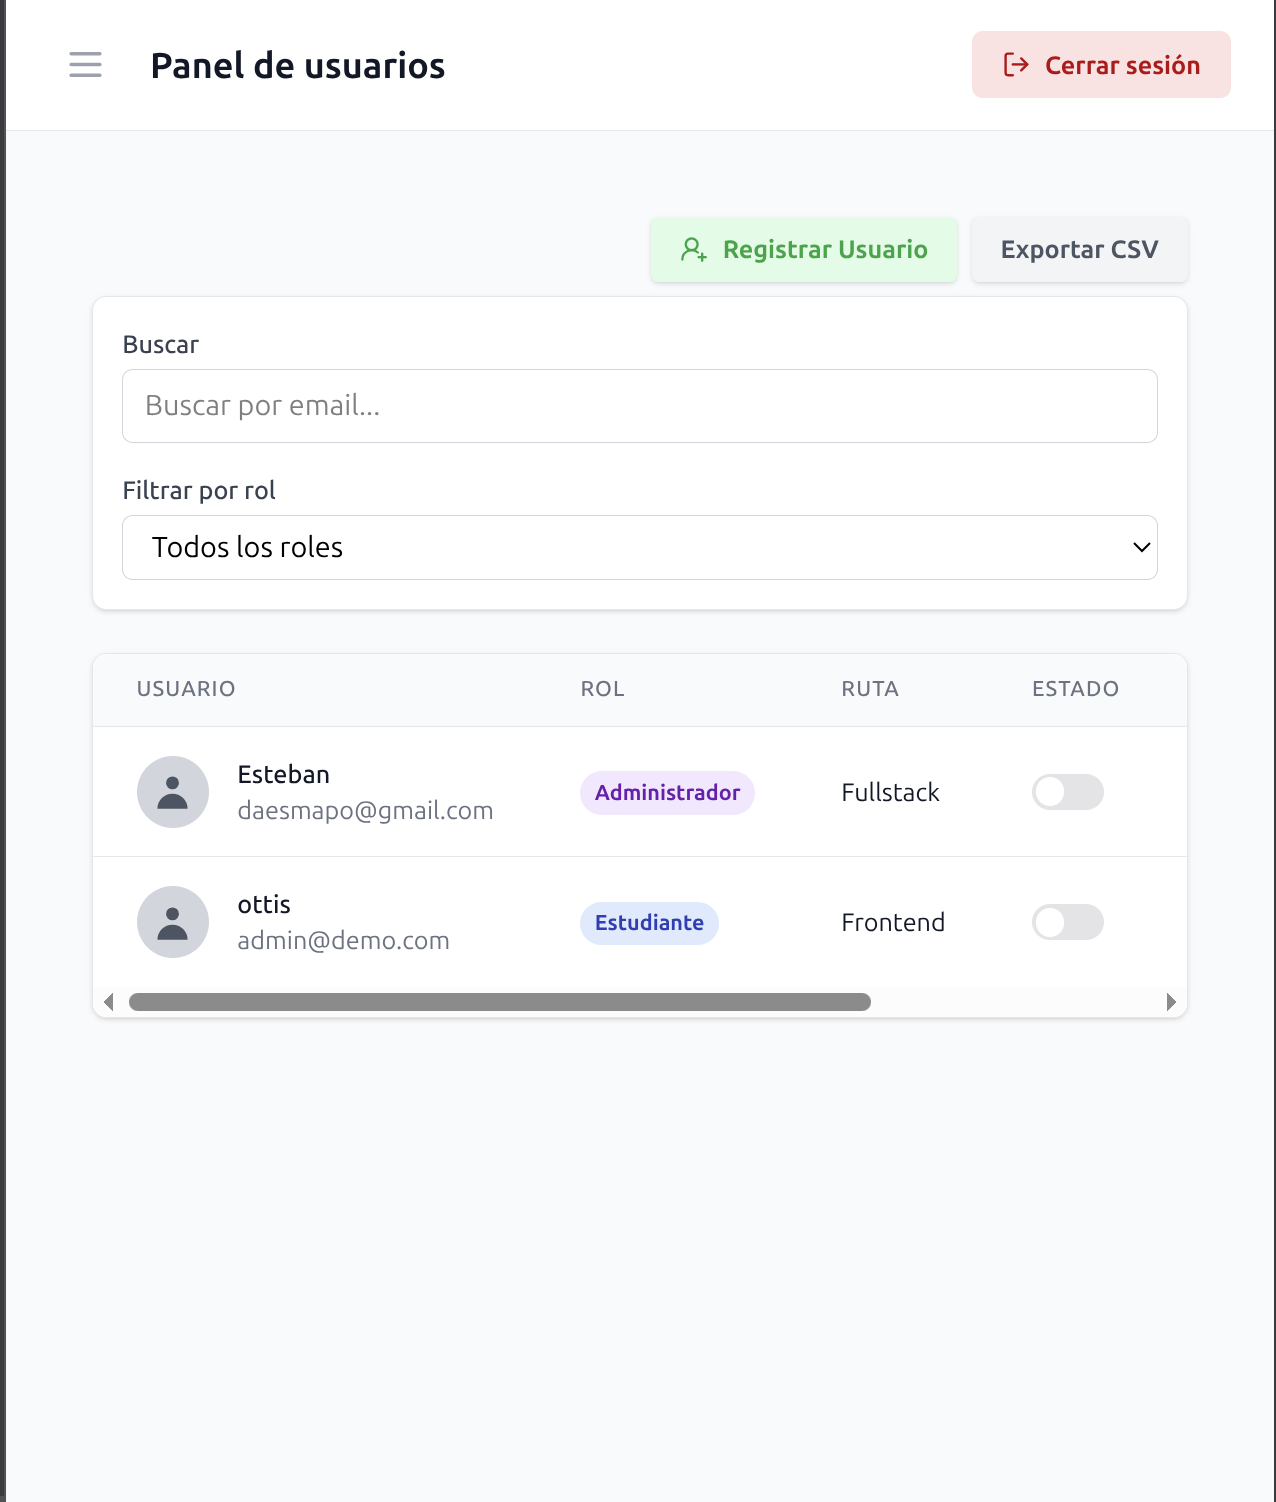 Panel de usuarios
Cerrar sesión
Registrar Usuario
Exportar CSV
Buscar
Buscar por email...
Filtrar por rol
Todos los roles
USUARIO ROL RUTA ESTADO
Esteban
daesmapo@gmail.com
Administrador
Fullstack
ottis
admin@demo.com
Estudiante
Frontend